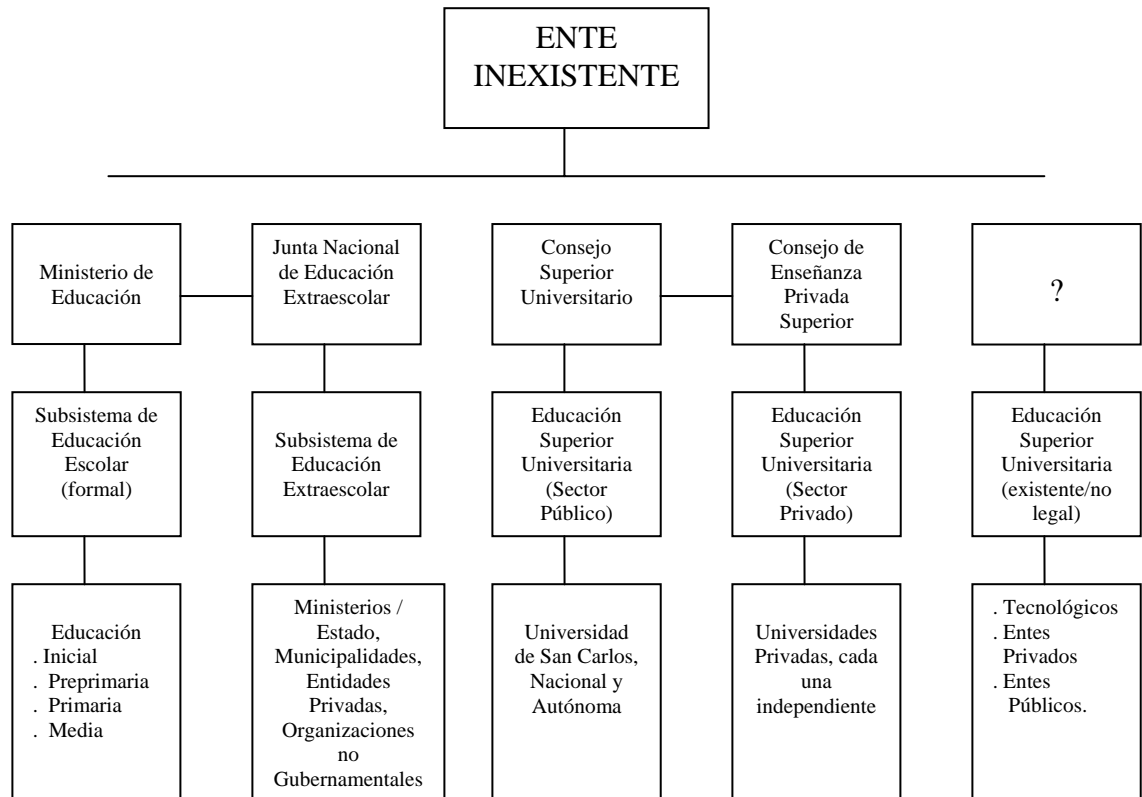 ENTE
INEXISTENTE
Ministerio de
Educación
Junta Nacional
de Educación
Extraescolar
Consejo
Superior
Universitario
Consejo de
Enseñanza
Privada
Superior
?
Subsistema de
Educación
Escolar
(formal)
Subsistema de
Educación
Extraescolar
Educación
Superior
Universitaria
(Sector
Público)
Educación
Superior
Universitaria
(Sector
Privado)
Educación
Superior
Universitaria
(existente/no
legal)
Educación
. Inicial
. Preprimaria
. Primaria
. Media
Ministerios /
Estado,
Municipalidades,
Entidades
Privadas,
Organizaciones
no
Gubernamentales
Universidad
de San Carlos,
Nacional y
Autónoma
Universidades
Privadas, cada
una
independiente
. Tecnológicos
. Entes
Privados
. Entes
Públicos.